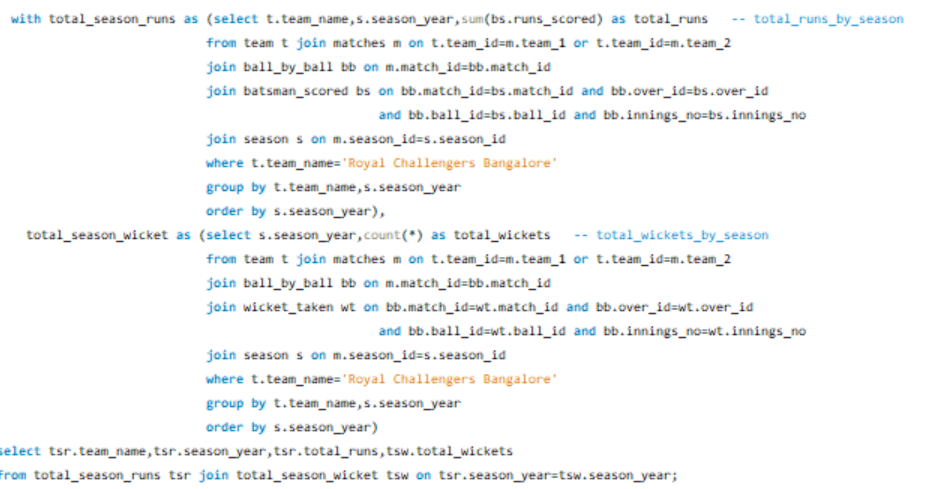 with total_season_runs as (select t.team_name,s.season_year,sum(bs.runs_scored) as total_runs   -- total_runs_by_season
from team t join matches m on t.team_id=m.team_1 or t.team_id=m.team_2
join ball_by_ball bb on m.match_id=bb.match_id
join batsman_scored bs on bb.match_id=bs.match_id and bb.over_id=bs.over_id
and bb.ball_id=bs.ball_id and bb.innings_no=bs.innings_no
join season s on m.season_id=s.season_id
where t.team_name='Royal Challengers Bangalore'
group by t.team_name,s.season_year
order by s.season_year),
total_season_wicket as (select s.season_year,count(*) as total_wickets   -- total_wickets_by_season
from team t join matches m on t.team_id=m.team_1 or t.team_id=m.team_2
join ball_by_ball bb on m.match_id=bb.match_id
join wicket_taken wt on bb.match_id=wt.match_id and bb.over_id=wt.over_id
and bb.ball_id=wt.ball_id and bb.innings_no=wt.innings_no
join season s on m.season_id=s.season_id
where t.team_name='Royal Challengers Bangalore'
group by t.team_name,s.season_year
order by s.season_year)
select tsr.team_name,tsr.season_year,tsr.total_runs,tsw.total_wickets
from total_season_runs tsr join total_season_wicket tsw on tsr.season_year=tsw.season_year;